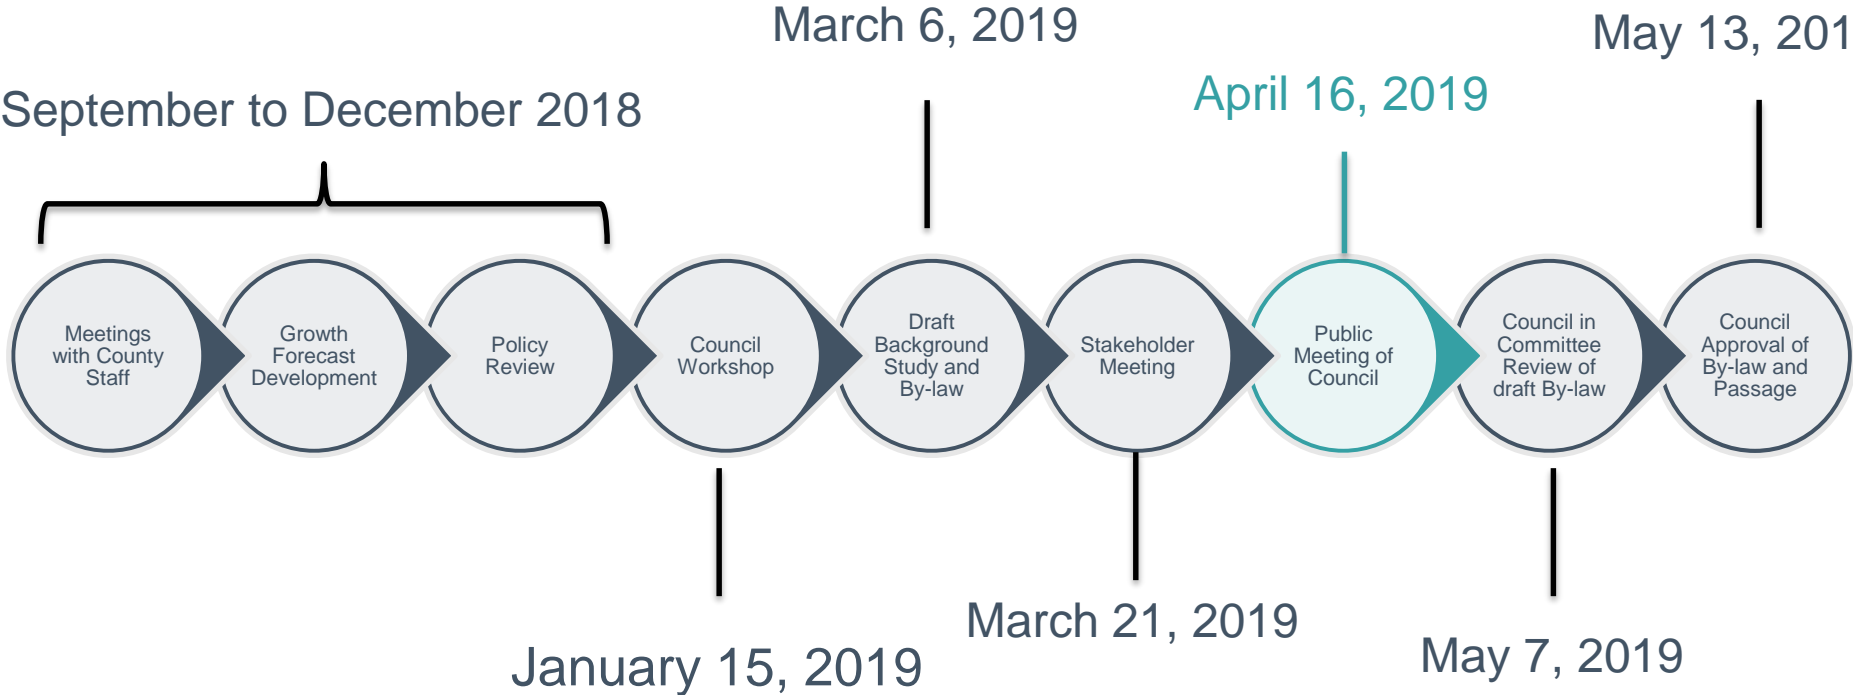 March 6, 2019
May 13, 201
April 16, 2019
September to December 2018
Meetings
with County
Staff
Growth
Forecast
Development
Policy
Review
Council
Workshop
Draft
Background
Study and
By-law
Stakeholder
Meeting
Public
Meeting of
Council
Council in
Committee
Review of
draft By-law
Council
Approval of
By-law and
Passage
January 15, 2019
March 21, 2019
May 7, 2019